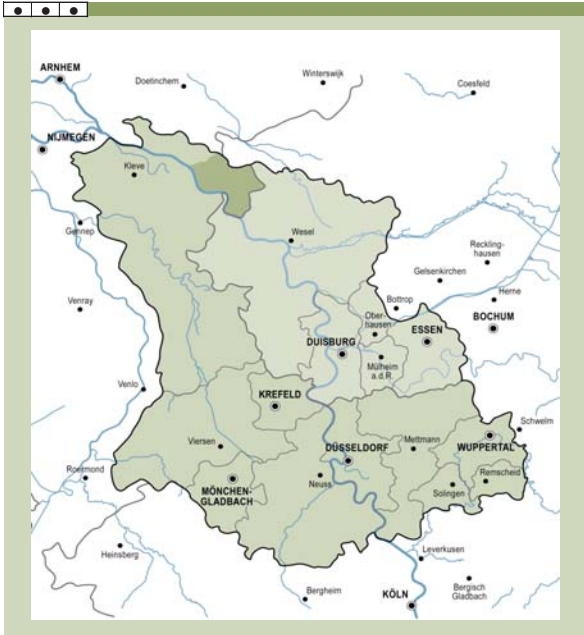 ARNHEM
Doetinchem
Winterswijk
Coesfeld
NIJMEGEN
Kleve
Gennep
Wesel
Reckling-
hausen
Gelsenkirchen
Herne
Venray
Bottrop
Ober-
hausen
ESSEN
BOCHUM
DUISBURG
Mülheim
a.d.R.
Venlo
KREFELD
Schwelm
Viersen
DÜSSELDORF
Mettmann
WUPPERTAL
Roermond
MÖNCHEN-
GLADBACH
Neuss
Remscheid
Solingen
Heinsberg
Leverkusen
Bergheim
KÖLN
Bergisch
Gladbach